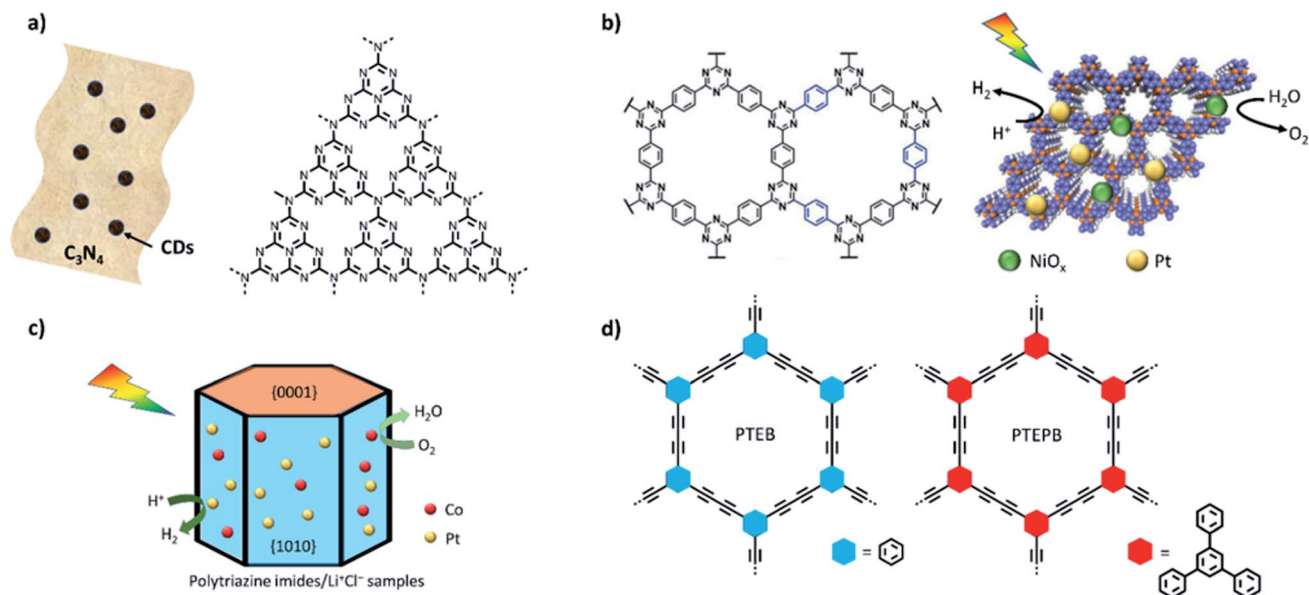 a)
C₃N₄
CDs
b)
H₂
H⁺
H₂O
O₂
NiOₓ
Pt
c)
{0001}
H₂O
O₂
H⁺
H₂
{1010}
Co
Pt
Polytriazine imides/Li⁺Cl⁻ samples
d)
PTEB
PTEPB
=
=